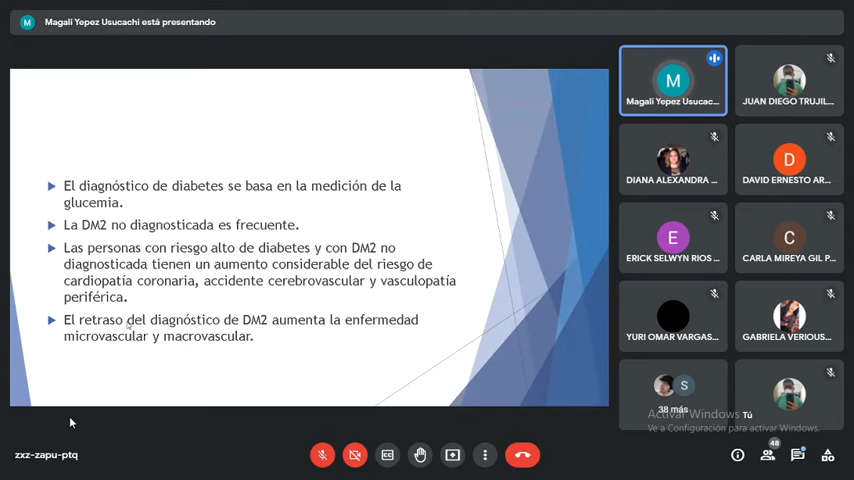 M
Magali Yepez Usucachi está presentando
El diagnóstico de diabetes se basa en la medición de la
glucemia.
La DM2 no diagnosticada es frecuente.
Las personas con riesgo alto de diabetes y con DM2 no
diagnosticada tienen un aumento considerable del riesgo de
cardiopatía coronaria, accidente cerebrovascular y vasculopatía
periférica.
El retraso del diagnóstico de DM2 aumenta la enfermedad
microvascular y macrovascular.
M
Magali Yepez Usucac...
JUAN DIEGO TRUJIL...
DIANA ALEXANDRA ...
D
DAVID ERNESTO AR...
E
ERICK SELWYN RIOS ...
C
CARLA MIREYA GIL P...
YURI OMAR VARGAS...
GABRIELA VERIOUS...
S
38 más
Tú
Activar Windows
Ve a Configuración para activar Windows.
zxz-zapu-ptq
CC
48